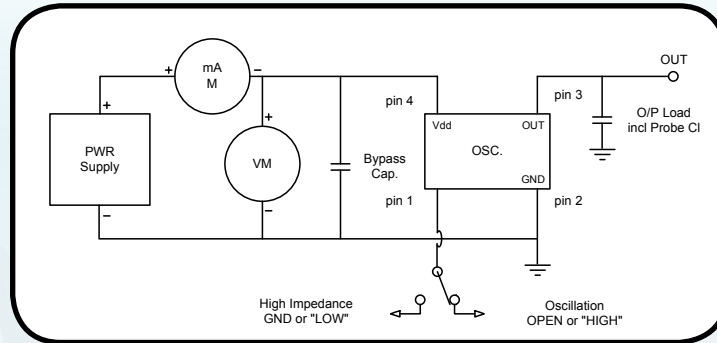 OUT
+
mA
M
−
+
PWR
Supply
−
+
VM
−
Bypass
Cap.
pin 4
Vdd
OUT
OSC.
GND
pin 3
pin 1
pin 2
O/P Load
incl Probe Cl
High Impedance
GND or "LOW"
Oscillation
OPEN or "HIGH"